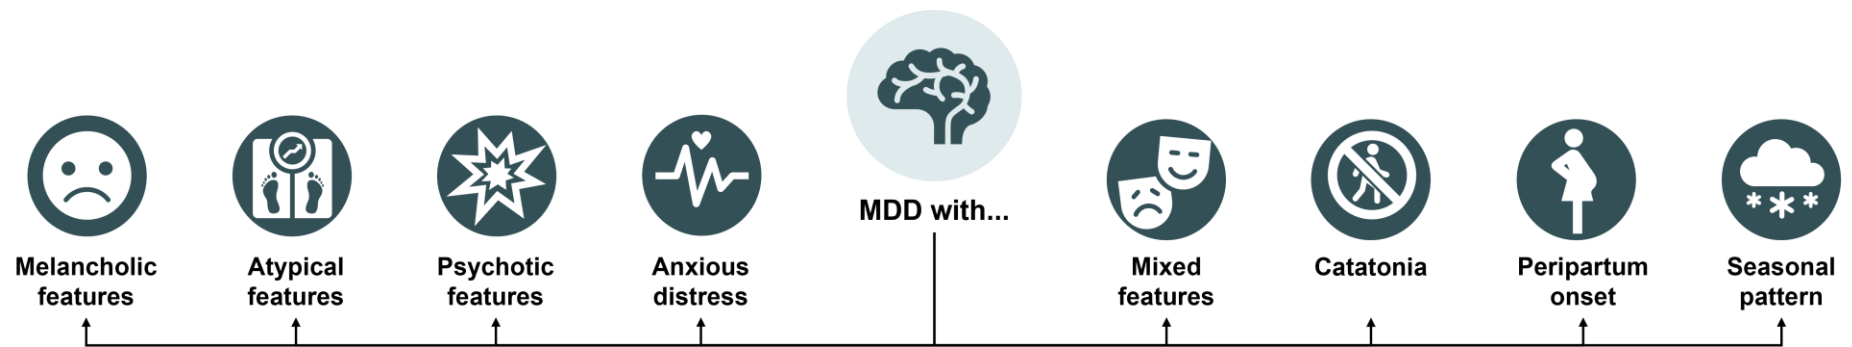 MDD with...
Melancholic
features
Atypical
features
Psychotic
features
Anxious
distress
Mixed
features
Catatonia
Peripartum
onset
Seasonal
pattern